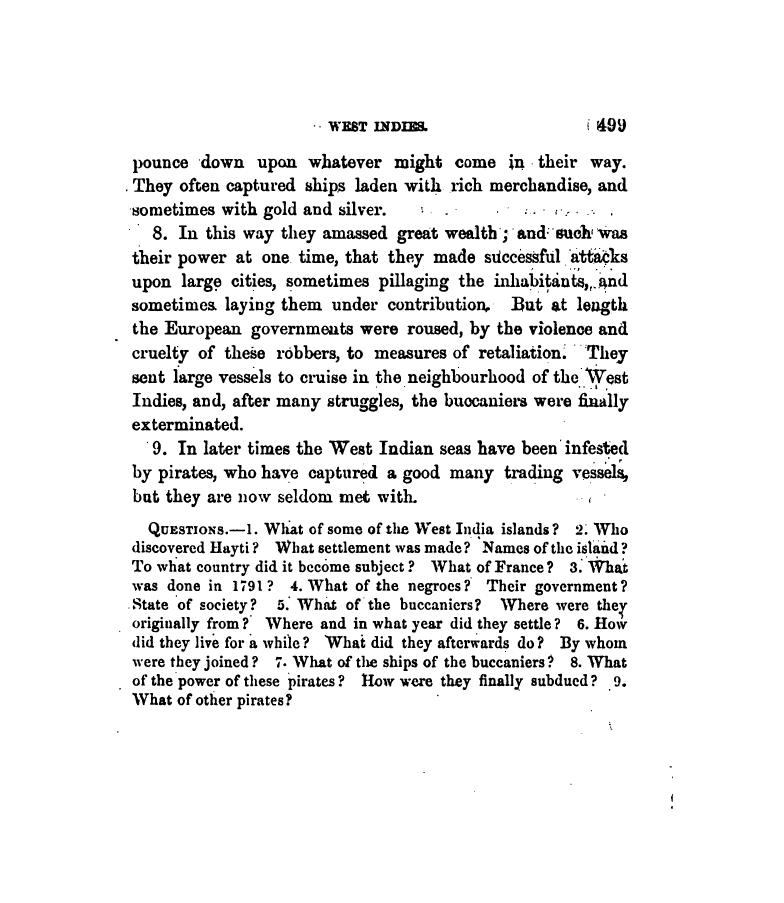 WEST INDIES. 499
pounce down upon whatever might come in their way.
They often captured ships laden with rich merchandise, and
sometimes with gold and silver.
8. In this way they amassed great wealth; and such was
their power at one time, that they made successful attacks
upon large cities, sometimes pillaging the inhabitants, and
sometimes laying them under contribution. But at length
the European governments were roused, by the violence and
cruelty of these robbers, to measures of retaliation. They
sent large vessels to cruise in the neighbourhood of the West
Indies, and, after many struggles, the buccaniers were finally
exterminated.
9. In later times the West Indian seas have been infested
by pirates, who have captured a good many trading vessels,
but they are now seldom met with.
QUESTIONS.—1. What of some of the West India islands? 2. Who
discovered Hayti? What settlement was made? Names of the island?
To what country did it become subject? What of France? 3. What
was done in 1791? 4. What of the negroes? Their government?
State of society? 5. What of the buccaniers? Where were they
originally from? Where and in what year did they settle? 6. How
did they live for a while? What did they afterwards do? By whom
were they joined? 7. What of the ships of the buccaniers? 8. What
of the power of these pirates? How were they finally subdued? 9.
What of other pirates?